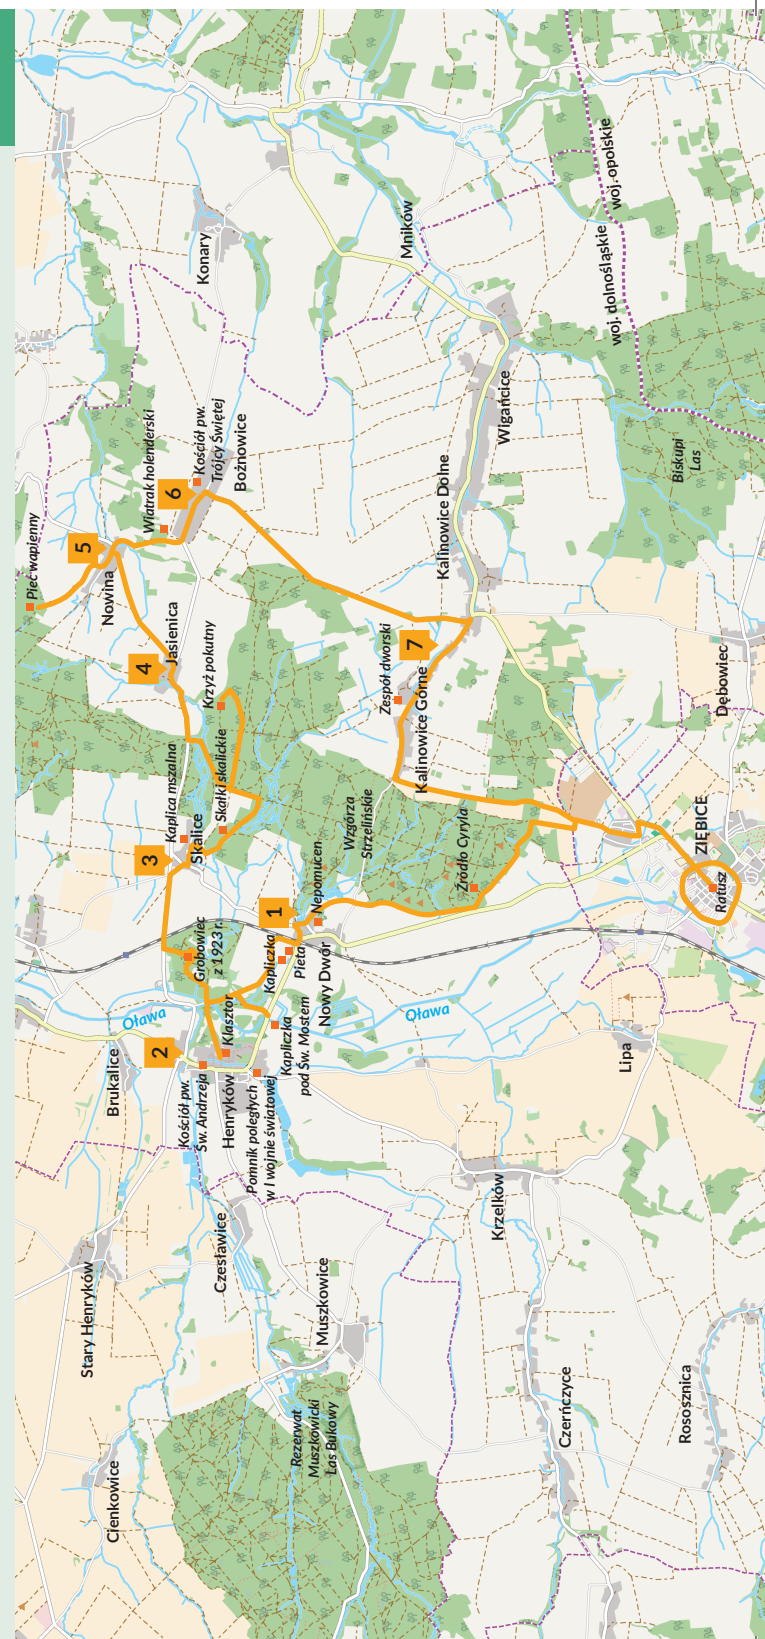 Piec wapienny
5
Nowina
Wiatrak holenderski
6
Kościół pw.
Trójcy Świętej
Bożnowice
Konary
Mników
woj. opolskie
woj. dolnośląskie
Wigańcice
Biskupi
Las
Kalinowice Dolne
4
Jasienica
Krzyż pokutny
Zespół dworski
7
Kalinowice Górne
Dębowiec
Kaplica mszalna
Skałki skalickie
3
Skalice
Wzgórza
Strzelińskie
Źródło Cyryla
ZIĘBICE
Ratusz
Nepomucen
1
Grobowiec
z 1923 r.
Kapliczka
Pieta
Nowy Dwór
Oława
Oława
2
Klasztor
Kapliczka
pod Św. Mostem
Lipa
Brukalice
Kościół pw.
Św. Andrzeja
Henryków
Pomnik poległych
w I wojnie światowej
Krzelków
Stary Henryków
Czesławice
Muszkowice
Rezerwat
Muszkowicki
Las Bukowy
Cienkowice
Czerńczyce
Rososznica